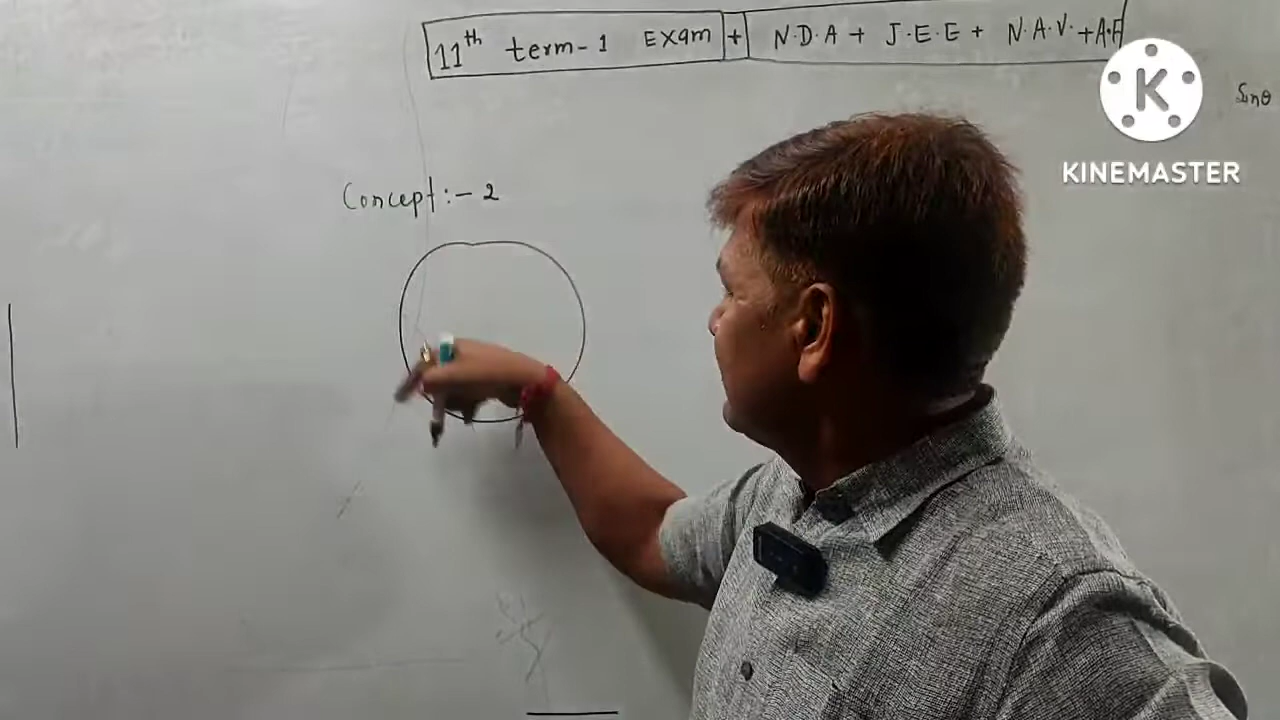 11th term-1 Exam + N.D.A + J.E.E + N.A.V. + A.F
Sinθ
K
KINEMASTER
Concept:- 2